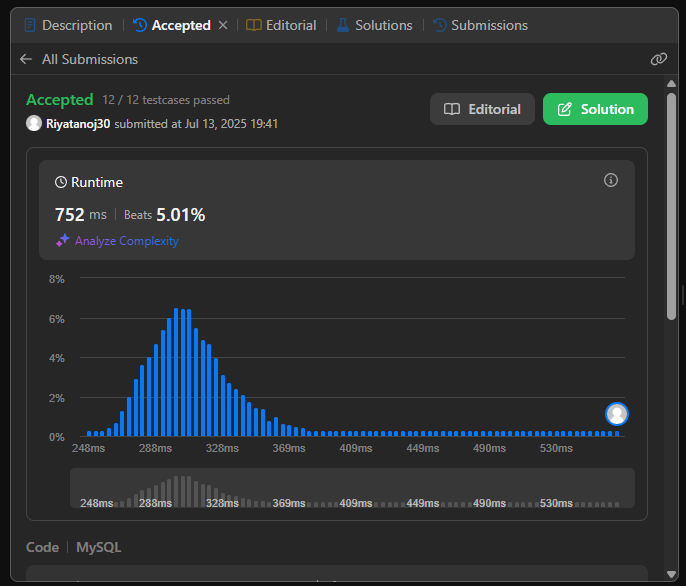 Description Accepted Editorial Solutions Submissions
All Submissions
Accepted 12 / 12 testcases passed
Riyatanoj30 submitted at Jul 13, 2025 19:41
Editorial Solution
Runtime
752 ms Beats 5.01%
Analyze Complexity
8%
6%
4%
2%
0%
248ms 288ms 328ms 369ms 409ms 449ms 490ms 530ms
248ms 288ms 328ms 369ms 409ms 449ms 490ms 530ms
Code MySQL